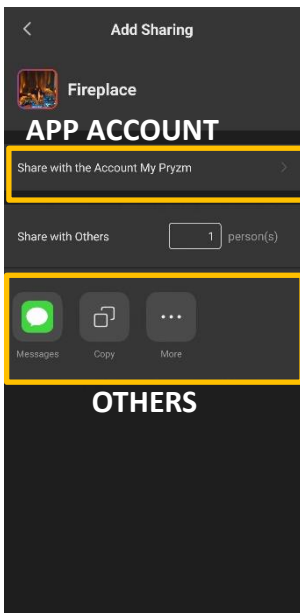 Add Sharing
Fireplace
APP ACCOUNT
Share with the Account My Pryzm
Share with Others 1 person(s)
Messages Copy More
OTHERS